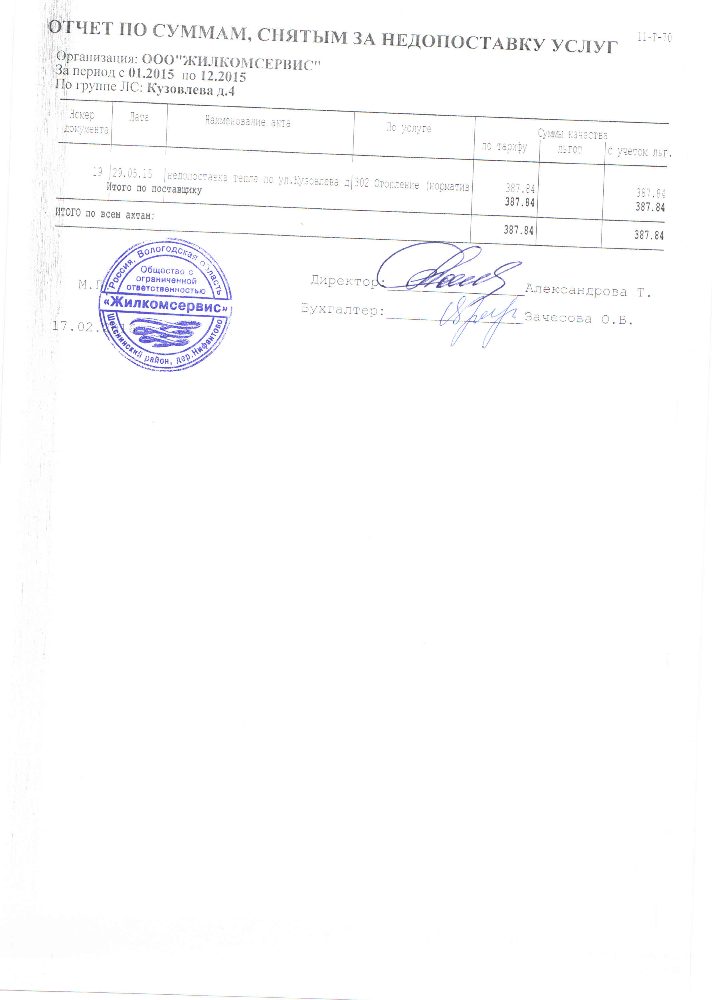 11-Т-70
ОТЧЕТ ПО СУММАМ, СНЯТЫМ ЗА НЕДОПОСТАВКУ УСЛУГ
Организация: ООО"ЖИЛКОМСЕРВИС"
За период с 01.2015 по 12.2015
По группе ЛС: Кузовлева д.4
Номер документа Дата Наименование акта По услуге Суммы качества
по тарифу льгот с учетом льг.
19 29.05.15 недопоставка тепла по ул.Кузовлева д 302 Отопление (норматив 387.84 387.84
Итого по поставщику 387.84 387.84
ИТОГО по всем актам: 387.84 387.84
М.П.
Директор: Александрова Т.
Бухгалтер: Зачесова О.В.
17.02.2016
Россия, Вологодская область
Общество с
ограниченной
ответственностью
«Жилкомсервис»
Шекснинский район, дер.Нифантово